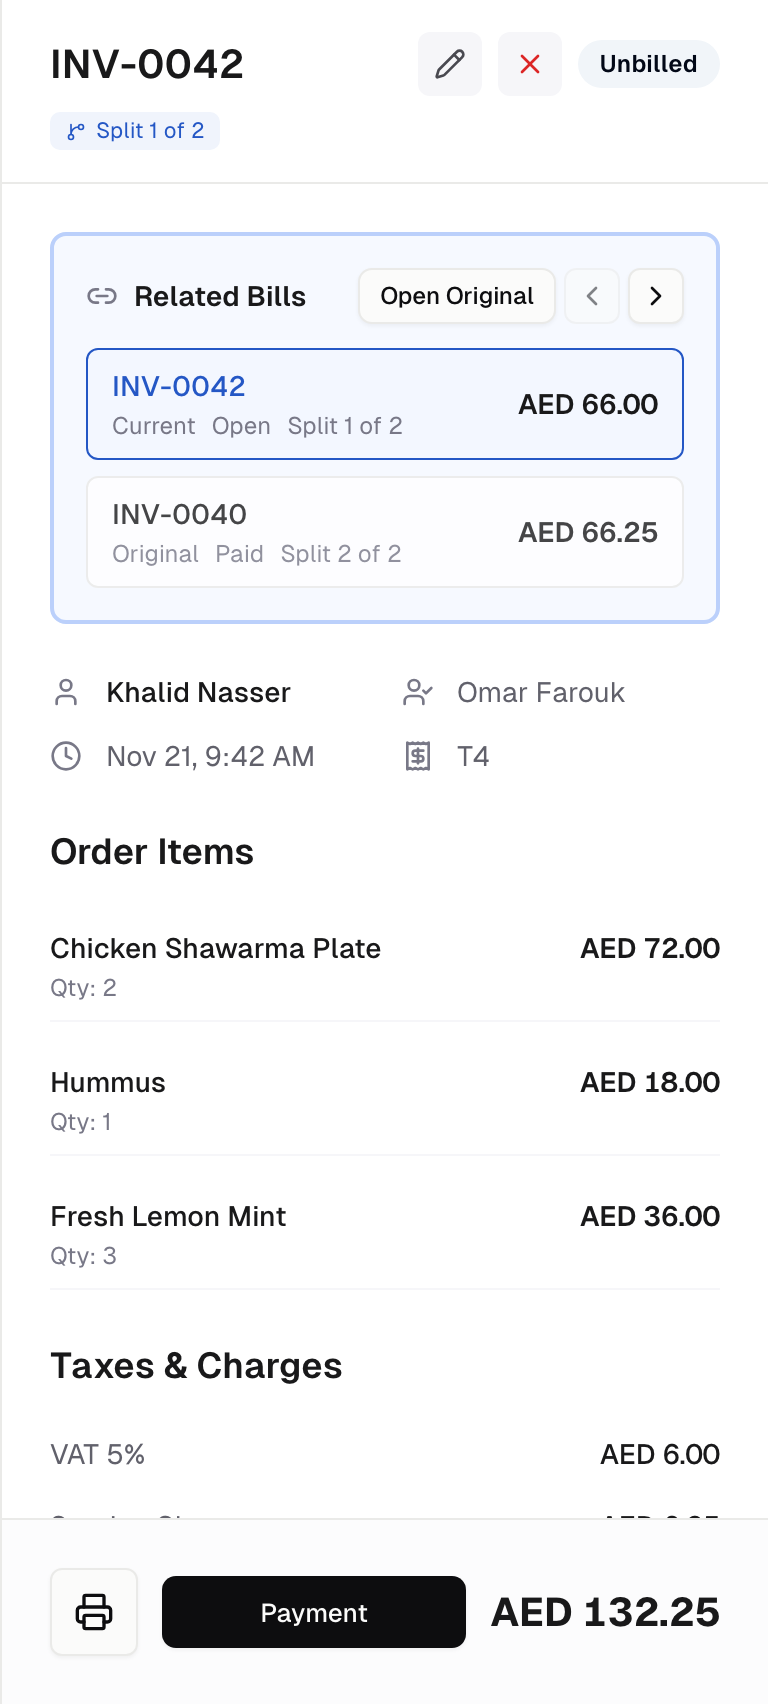 INV-0042
Unbilled
Split 1 of 2
Related Bills
Open Original
INV-0042
AED 66.00
Current Open Split 1 of 2
INV-0040
AED 66.25
Original Paid Split 2 of 2
Khalid Nasser
Omar Farouk
Nov 21, 9:42 AM
T4
Order Items
Chicken Shawarma Plate
AED 72.00
Qty: 2
Hummus
AED 18.00
Qty: 1
Fresh Lemon Mint
AED 36.00
Qty: 3
Taxes & Charges
VAT 5%
AED 6.00
Payment
AED 132.25